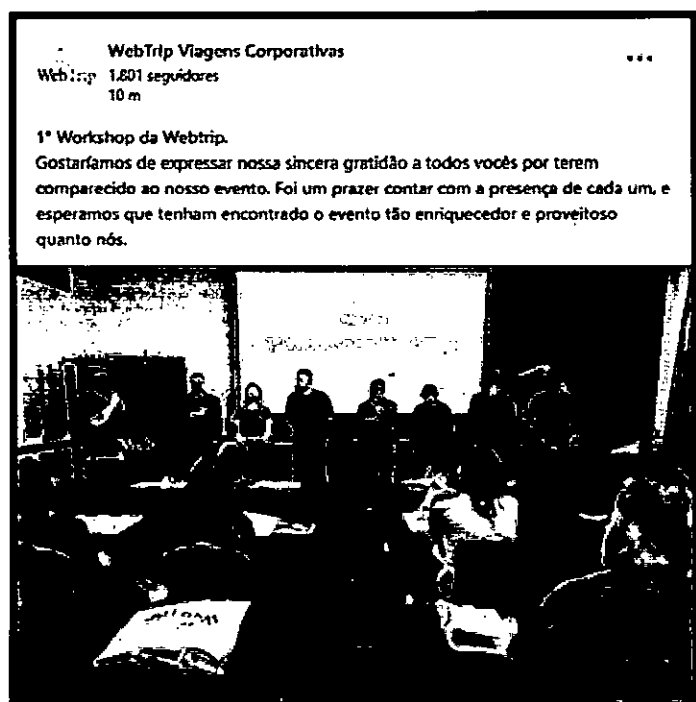 WebTrip Viagens Corporativas
WebTrip
1.801 seguidores
10 m
1º Workshop da Webtrip.
Gostaríamos de expressar nossa sincera gratidão a todos vocês por terem
comparecido ao nosso evento. Foi um prazer contar com a presença de cada um, e
esperamos que tenham encontrado o evento tão enriquecedor e proveitoso
quanto nós.